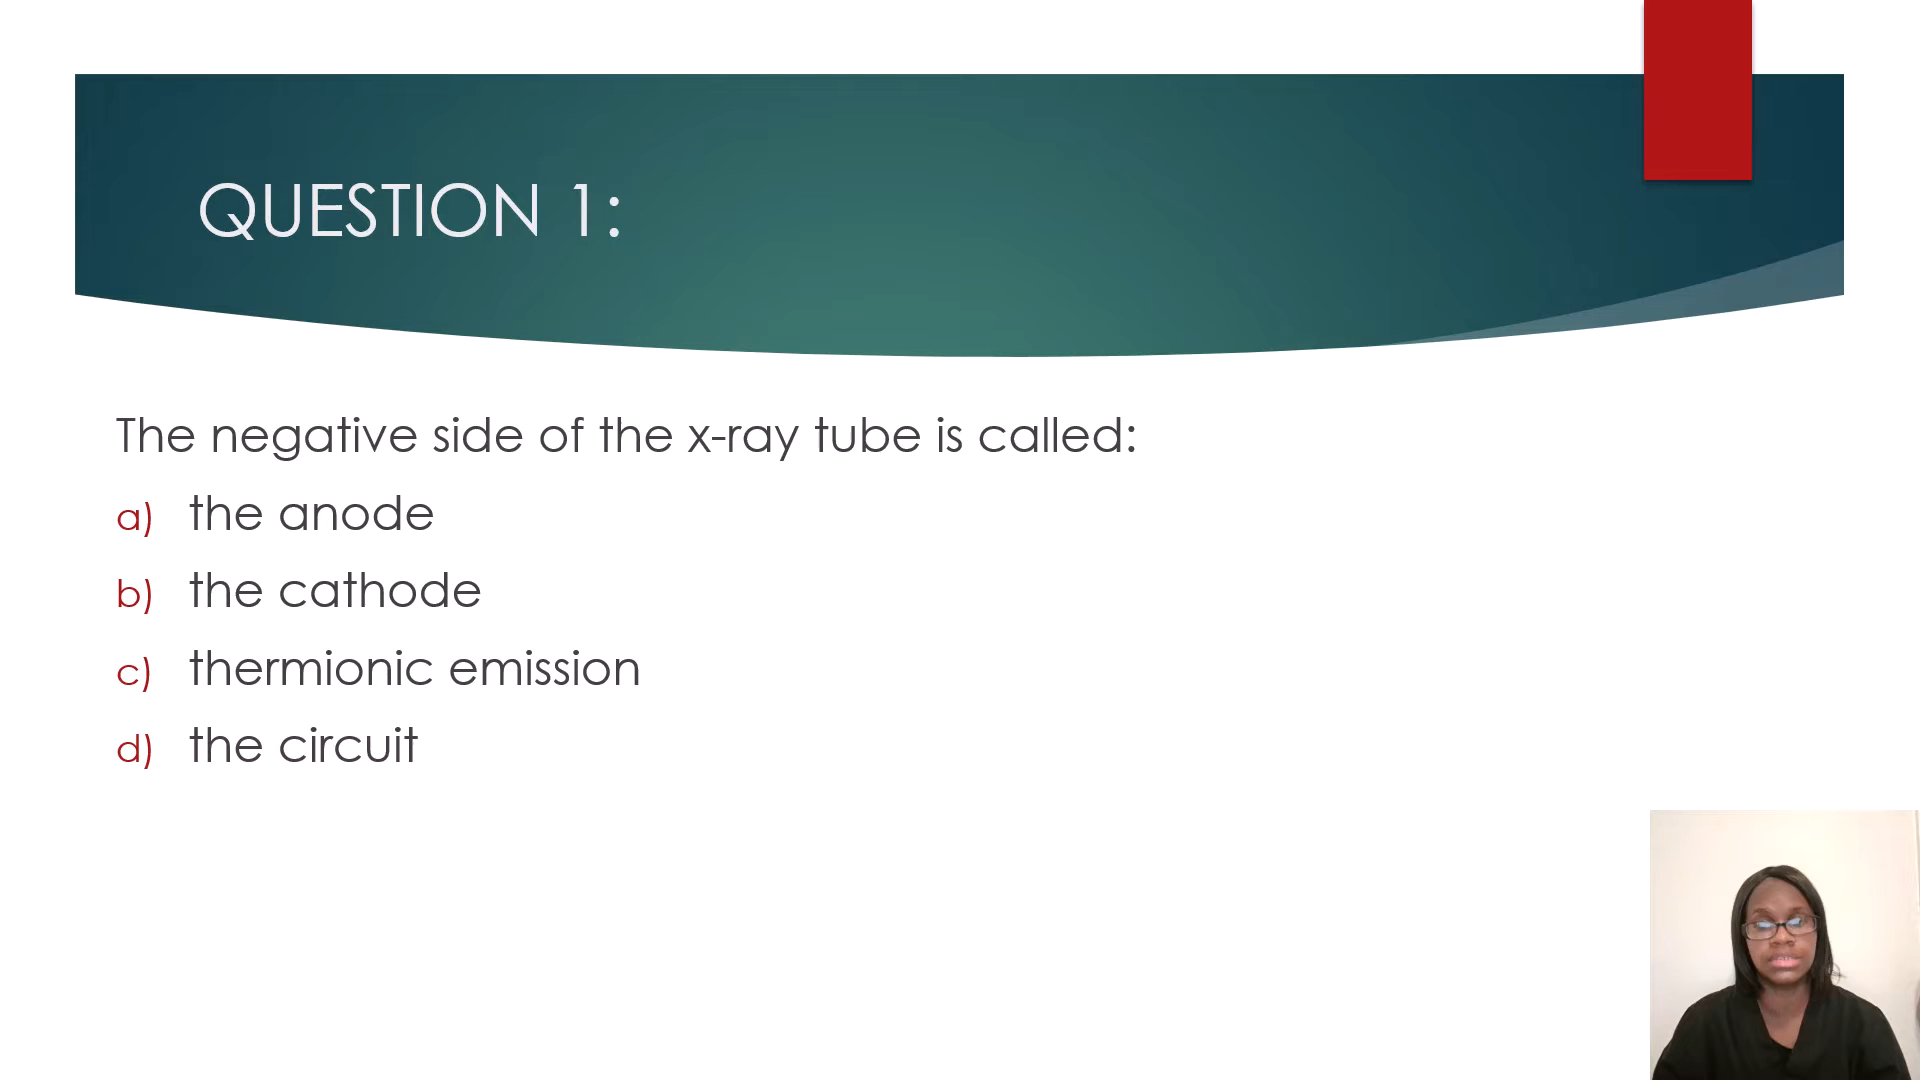 QUESTION 1:
The negative side of the x-ray tube is called:
a) the anode
b) the cathode
c) thermionic emission
d) the circuit